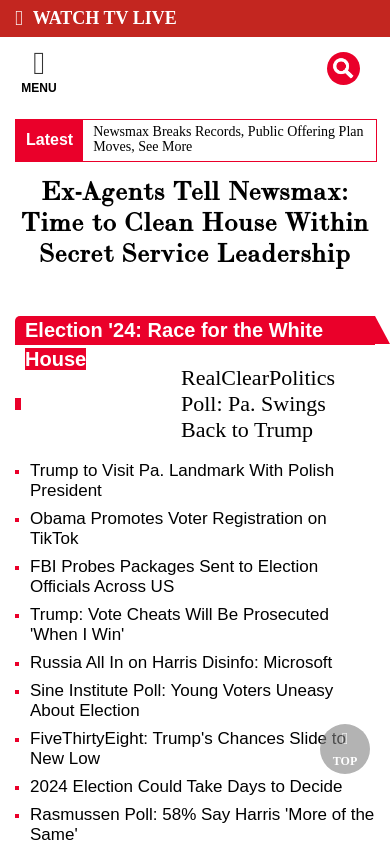 WATCH TV LIVE
MENU
Latest
Newsmax Breaks Records, Public Offering Plan
Moves, See More
Ex-Agents Tell Newsmax:
Time to Clean House Within
Secret Service Leadership
Election '24: Race for the White
House
RealClearPolitics
Poll: Pa. Swings
Back to Trump
Trump to Visit Pa. Landmark With Polish
President
Obama Promotes Voter Registration on
TikTok
FBI Probes Packages Sent to Election
Officials Across US
Trump: Vote Cheats Will Be Prosecuted
'When I Win'
Russia All In on Harris Disinfo: Microsoft
Sine Institute Poll: Young Voters Uneasy
About Election
FiveThirtyEight: Trump's Chances Slide to
New Low
TOP
2024 Election Could Take Days to Decide
Rasmussen Poll: 58% Say Harris 'More of the
Same'